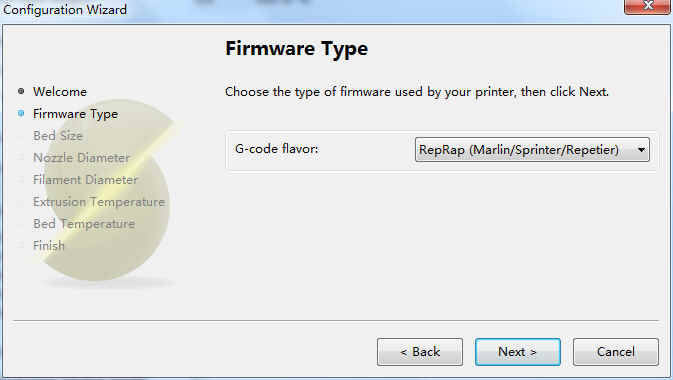 Configuration Wizard
Firmware Type
Welcome
Choose the type of firmware used by your printer, then click Next.
Firmware Type
Bed Size
G-code flavor:
RepRap (Marlin/Sprinter/Repetier)
Nozzle Diameter
Filament Diameter
Extrusion Temperature
Bed Temperature
Finish
< Back
Next >
Cancel